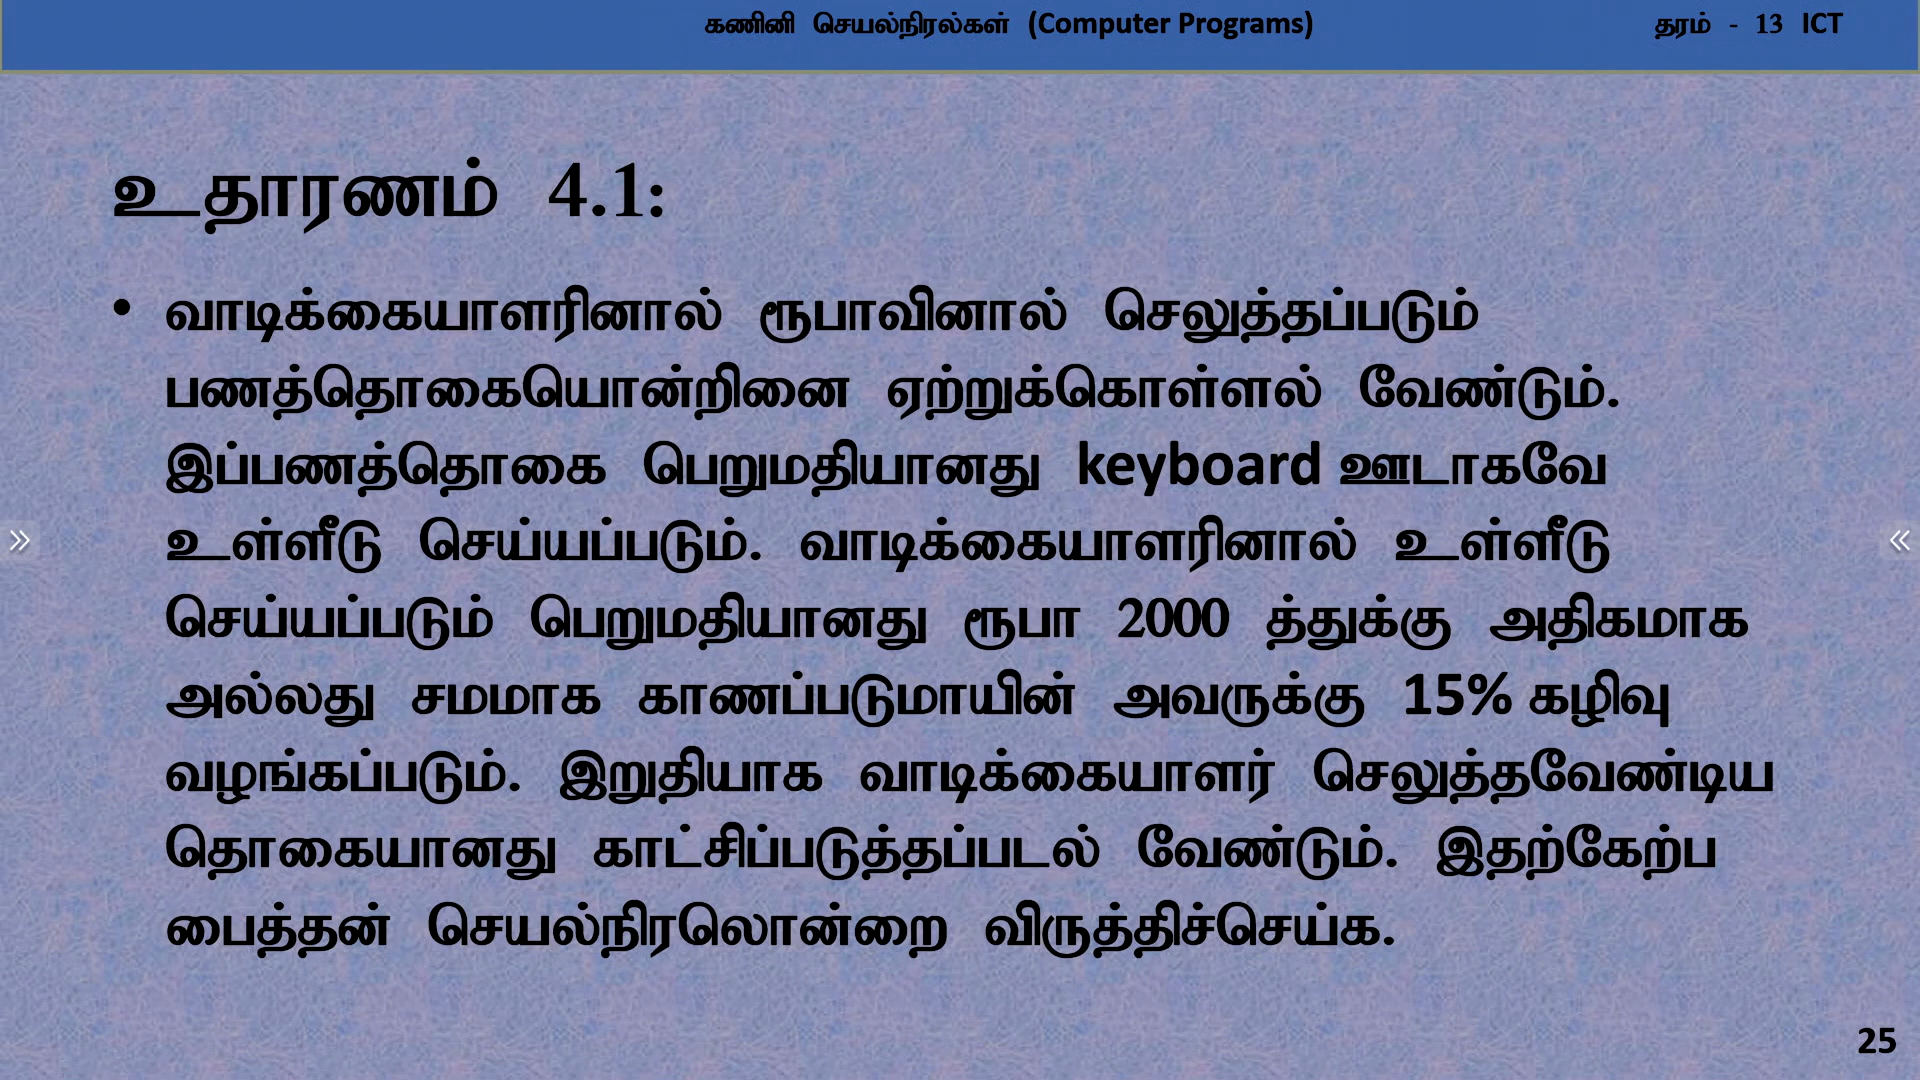 கணினி செயல்நிரல்கள் (Computer Programs) தரம் - 13 ICT
உதாரணம் 4.1:
• வாடிக்கையாளரினால் ரூபாவினால் செலுத்தப்படும்
பணத்தொகையொன்றினை ஏற்றுக்கொள்ளல் வேண்டும்.
இப்பணத்தொகை பெறுமதியானது keyboard ஊடாகவே
உள்ளீடு செய்யப்படும். வாடிக்கையாளரினால் உள்ளீடு
செய்யப்படும் பெறுமதியானது ரூபா 2000 த்துக்கு அதிகமாக
அல்லது சமமாக காணப்படுமாயின் அவருக்கு 15% கழிவு
வழங்கப்படும். இறுதியாக வாடிக்கையாளர் செலுத்தவேண்டிய
தொகையானது காட்சிப்படுத்தப்படல் வேண்டும். இதற்கேற்ப
பைத்தன் செயல்நிரலொன்றை விருத்திச்செய்க.
25